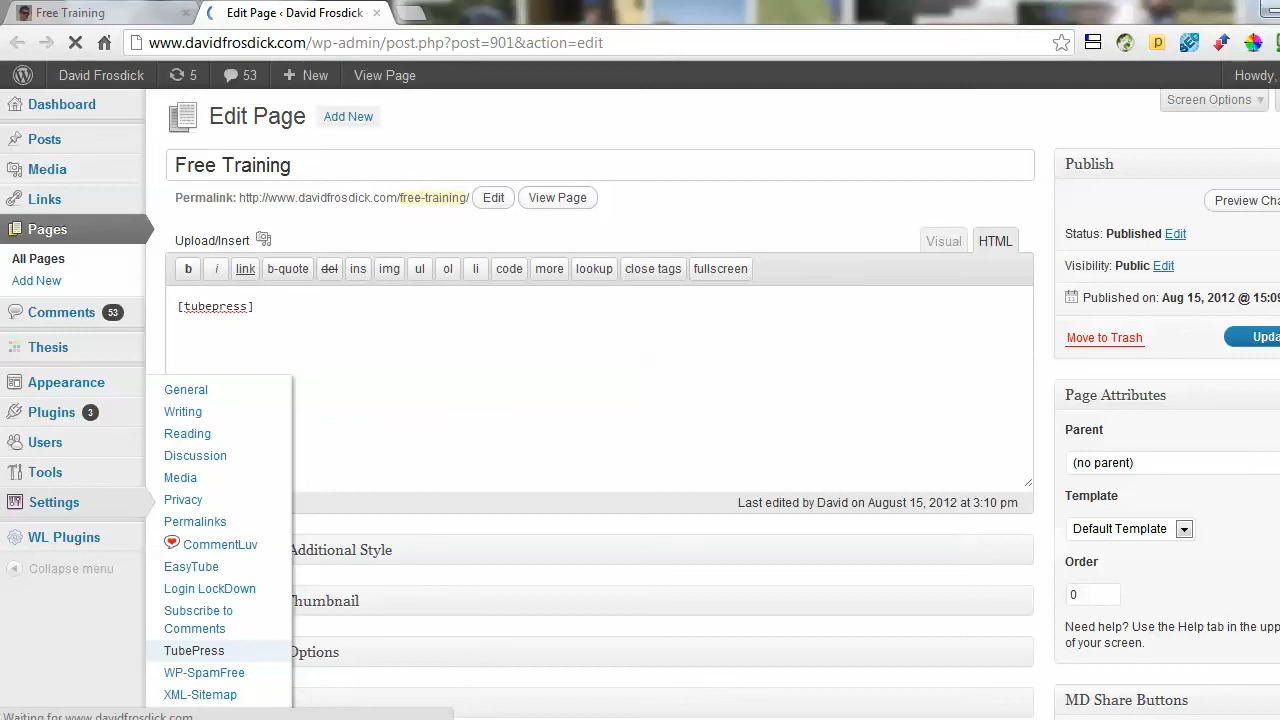 Free Training
Edit Page ‹ David Frosdick
www.davidfrosdick.com/wp-admin/post.php?post=901&action=edit
David Frosdick
5
53
New
View Page
Howdy,
Screen Options
Dashboard
Posts
Media
Links
Pages
All Pages
Add New
Comments 53
Thesis
Appearance
Plugins 3
Users
Tools
Settings
WL Plugins
Collapse menu
General
Writing
Reading
Discussion
Media
Privacy
Permalinks
CommentLuv
EasyTube
Login LockDown
Subscribe to
Comments
TubePress
WP-SpamFree
XML-Sitemap
Edit Page Add New
Free Training
Permalink: http://www.davidfrosdick.com/free-training/ Edit View Page
Upload/Insert
Visual HTML
b i link b-quote del ins img ul ol li code more lookup close tags fullscreen
[tubepress]
Last edited by David on August 15, 2012 at 3:10 pm
Additional Style
Thumbnail
Options
Publish
Preview Cha
Status: Published Edit
Visibility: Public Edit
Published on: Aug 15, 2012 @ 15:09
Move to Trash
Upda
Page Attributes
Parent
(no parent)
Template
Default Template
Order
0
Need help? Use the Help tab in the upp
of your screen.
MD Share Buttons
Waiting for www.davidfrosdick.com